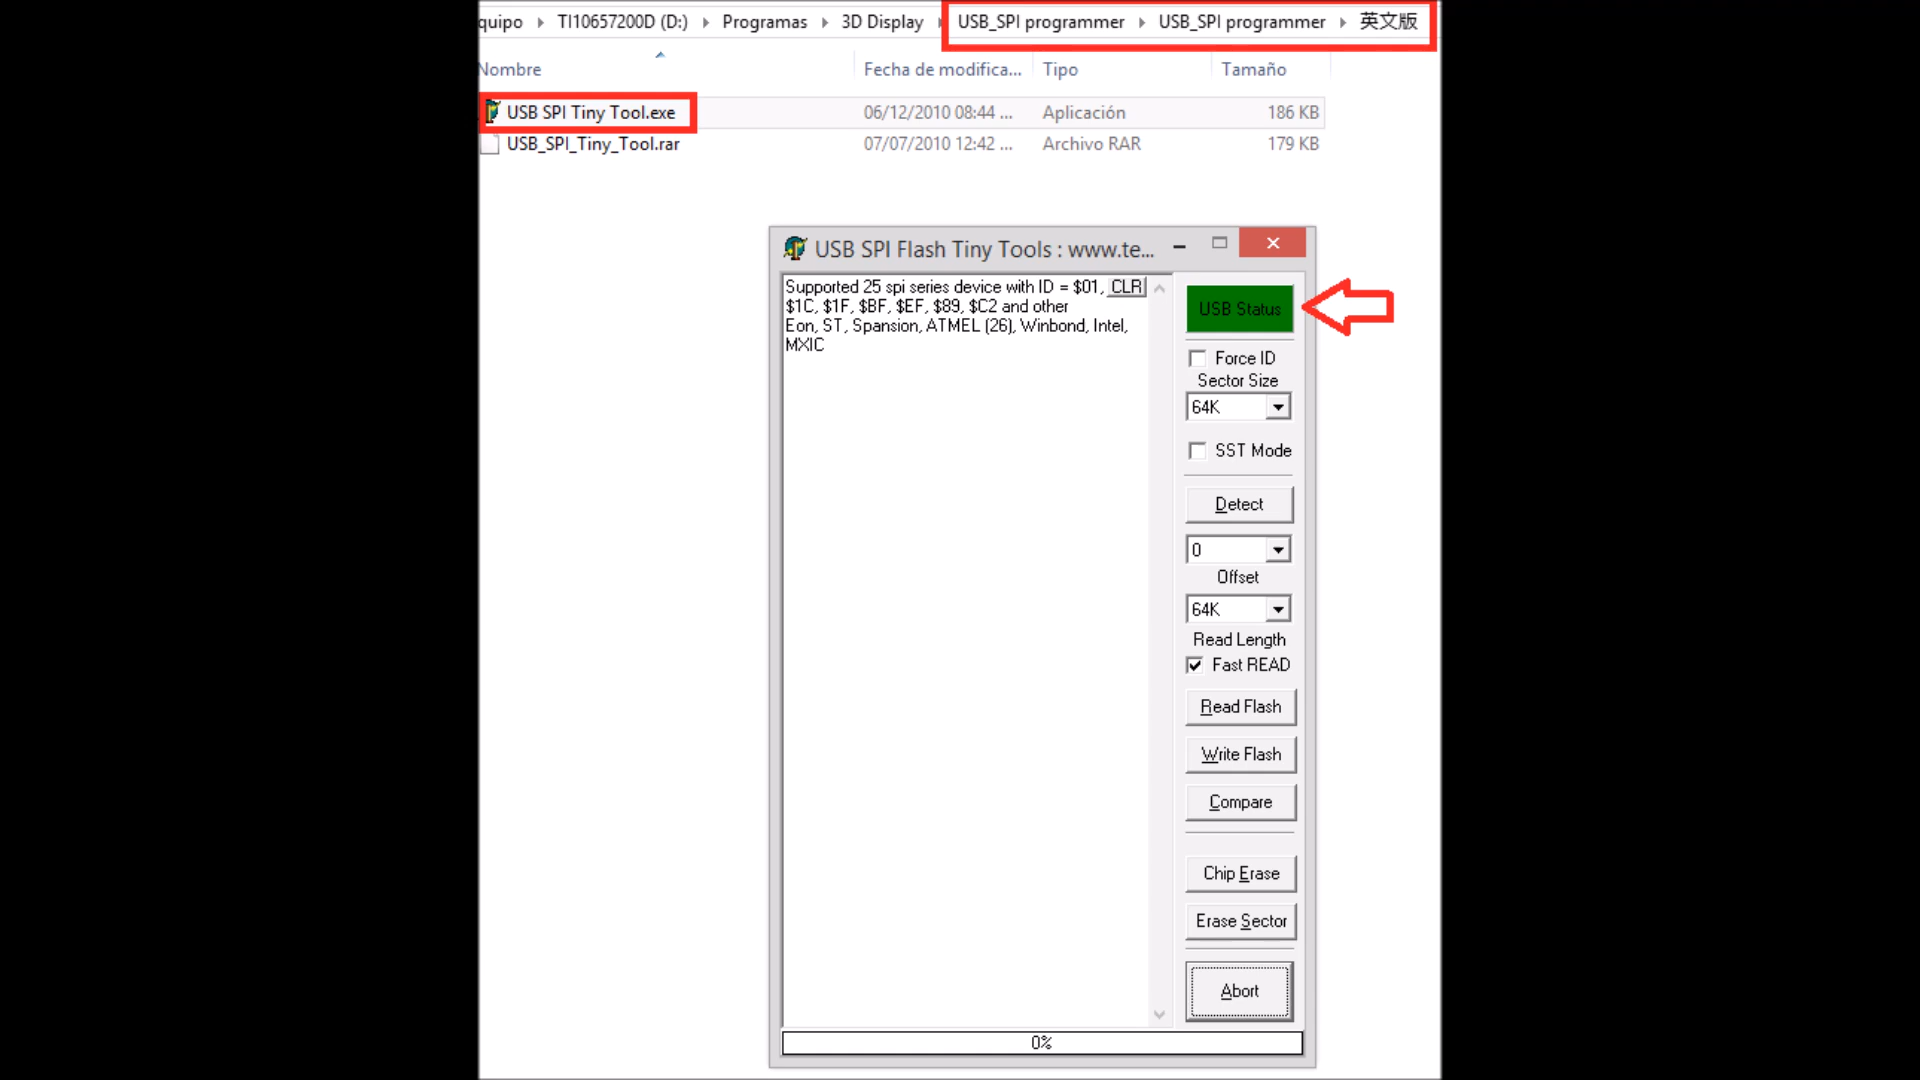 quipo TI10657200D (D:) Programas 3D Display USB_SPI programmer USB_SPI programmer 英文版
Nombre Fecha de modifica... Tipo Tamaño
USB SPI Tiny Tool.exe 06/12/2010 08:44 ... Aplicación 186 KB
USB_SPI_Tiny_Tool.rar 07/07/2010 12:42 ... Archivo RAR 179 KB
USB SPI Flash Tiny Tools : www.te...
Supported 25 spi series device with ID = $01, CLR
$1C, $1F, $BF, $EF, $89, $C2 and other
Eon, ST, Spansion, ATMEL (26), Winbond, Intel,
MXIC
USB Status
Force ID
Sector Size
64K
SST Mode
Detect
0
Offset
64K
Read Length
Fast READ
Read Flash
Write Flash
Compare
Chip Erase
Erase Sector
Abort
0%